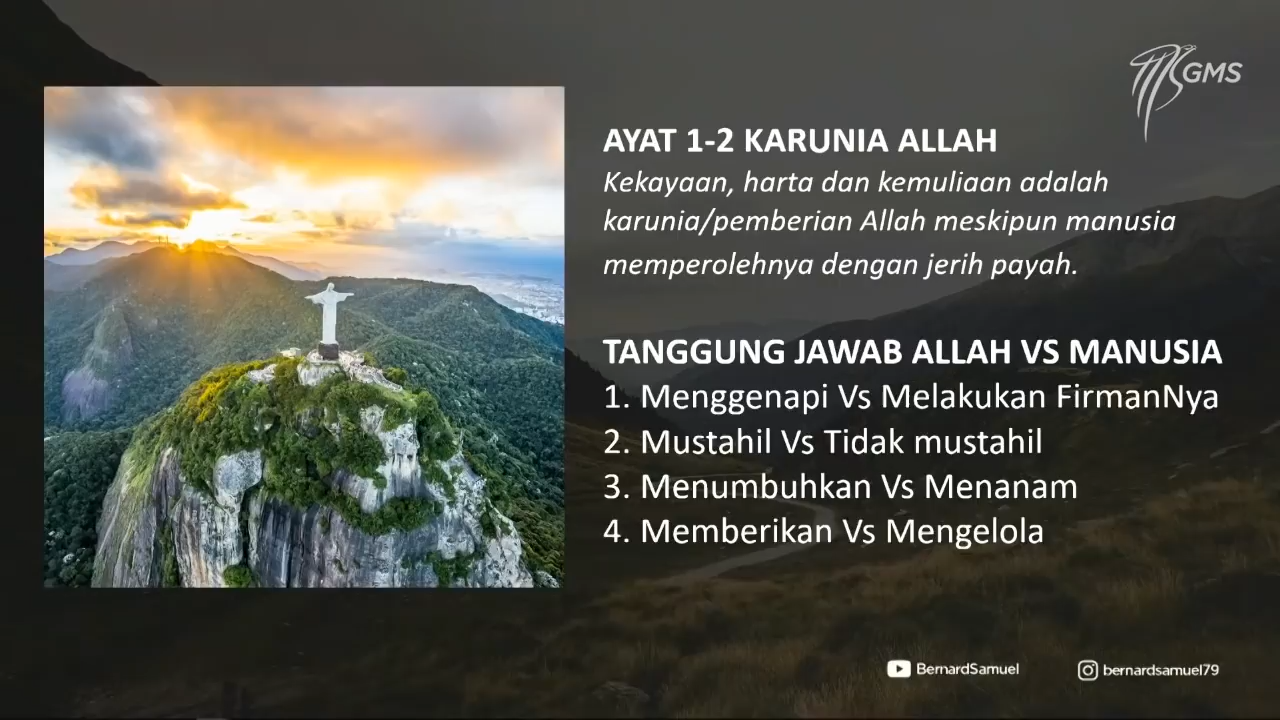 GMS
AYAT 1-2 KARUNIA ALLAH
Kekayaan, harta dan kemuliaan adalah
karunia/pemberian Allah meskipun manusia
memperolehnya dengan jerih payah.
TANGGUNG JAWAB ALLAH VS MANUSIA
1. Menggenapi Vs Melakukan FirmanNya
2. Mustahil Vs Tidak mustahil
3. Menumbuhkan Vs Menanam
4. Memberikan Vs Mengelola
BernardSamuel
bernardsamuel79